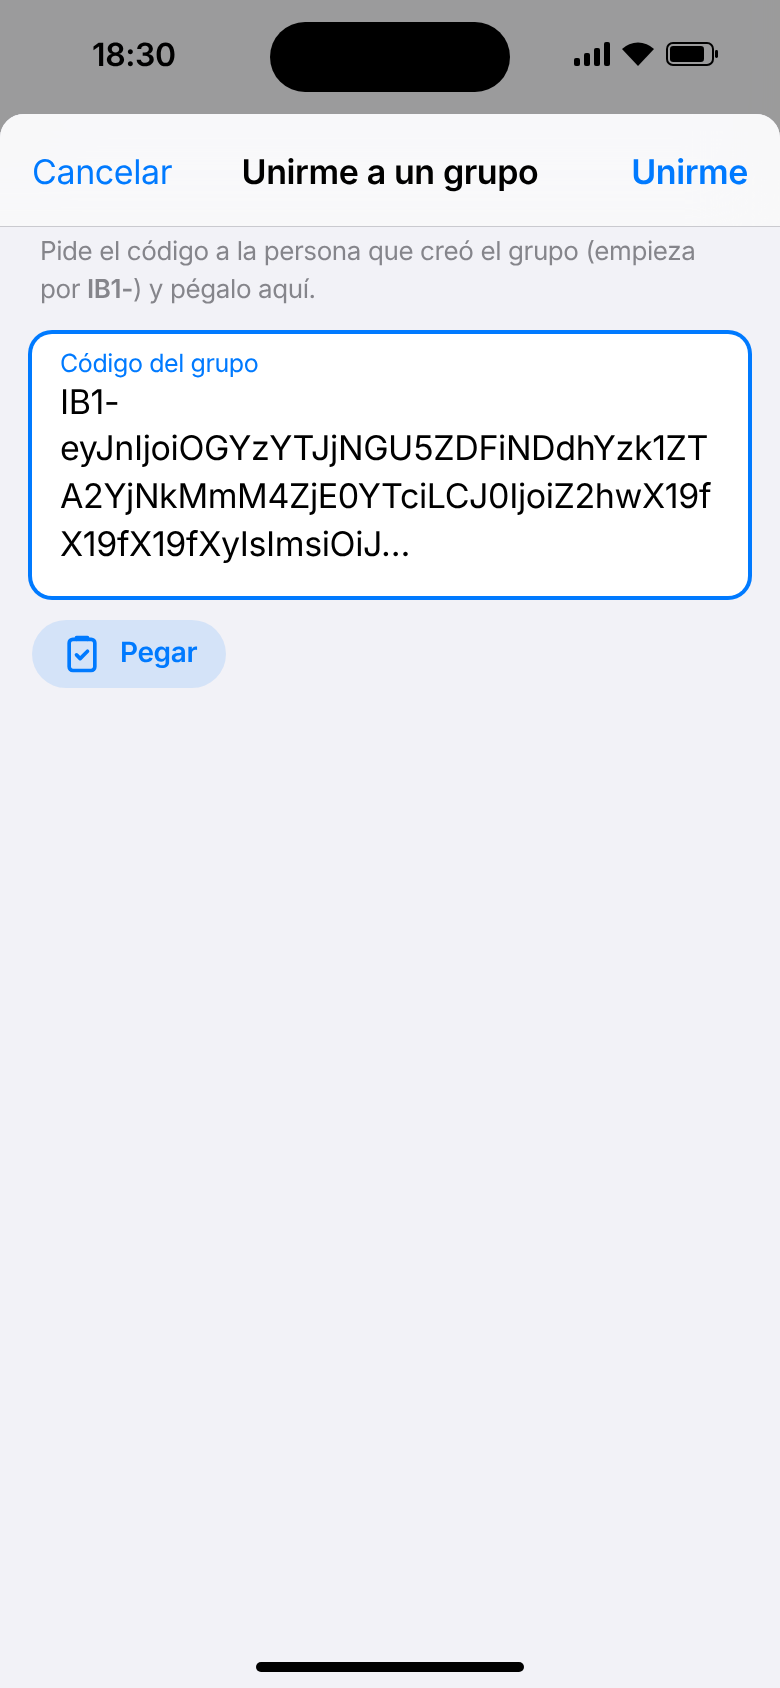 18:30
Cancelar Unirme a un grupo Unirme
Pide el código a la persona que creó el grupo (empieza
por IB1-) y pégalo aquí.
Código del grupo
IB1-
eyJnIjoiOGYzYTJjNGU5ZDFiNDdhYzk1ZT
A2YjNkMmM4ZjE0YTciLCJ0IjoiZ2hwX19f
X19fX19fXyIsImsiOiJ...
Pegar